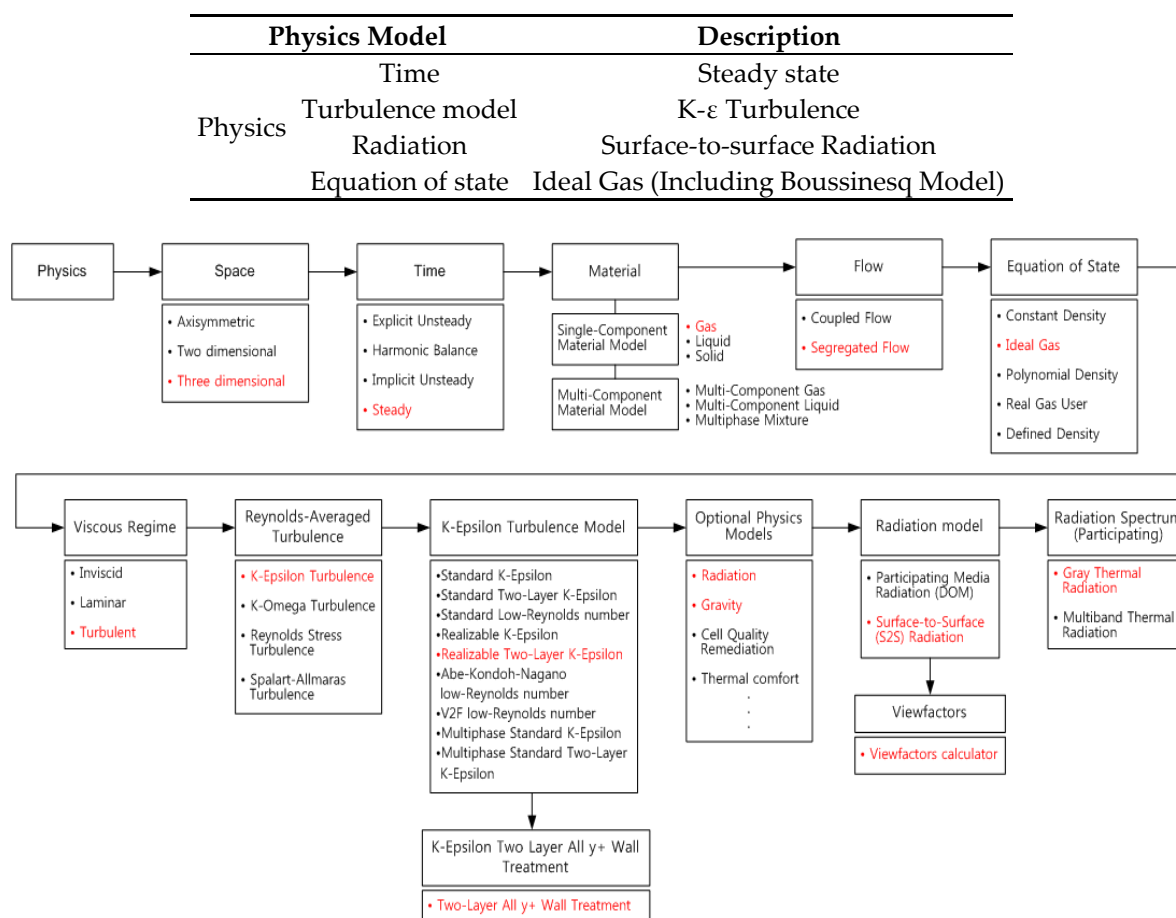 Physics Model Description
Time Steady state
Turbulence model K-ε Turbulence
Physics
Radiation Surface-to-surface Radiation
Equation of state Ideal Gas (Including Boussinesq Model)
Physics
Space
• Axisymmetric
• Two dimensional
• Three dimensional
Time
• Explicit Unsteady
• Harmonic Balance
• Implicit Unsteady
• Steady
Material
Single-Component
Material Model
• Gas
• Liquid
• Solid
Multi-Component
Material Model
• Multi-Component Gas
• Multi-Component Liquid
• Multiphase Mixture
Flow
• Coupled Flow
• Segregated Flow
Equation of State
• Constant Density
• Ideal Gas
• Polynomial Density
• Real Gas User
• Defined Density
Viscous Regime
• Inviscid
• Laminar
• Turbulent
Reynolds-Averaged
Turbulence
• K-Epsilon Turbulence
• K-Omega Turbulence
• Reynolds Stress
Turbulence
• Spalart-Allmaras
Turbulence
K-Epsilon Turbulence Model
•Standard K-Epsilon
•Standard Two-Layer K-Epsilon
•Standard Low-Reynolds number
•Realizable K-Epsilon
•Realizable Two-Layer K-Epsilon
•Abe-Kondoh-Nagano
low-Reynolds number
•V2F low-Reynolds number
•Multiphase Standard K-Epsilon
•Multiphase Standard Two-Layer
K-Epsilon
K-Epsilon Two Layer All y+ Wall
Treatment
• Two-Layer All y+ Wall Treatment
Optional Physics
Models
• Radiation
• Gravity
• Cell Quality
Remediation
• Thermal comfort
.
.
.
Radiation model
• Participating Media
Radiation (DOM)
• Surface-to-Surface
(S2S) Radiation
Viewfactors
• Viewfactors calculator
Radiation Spectrum
(Participating)
• Gray Thermal
Radiation
• Multiband Thermal
Radiation